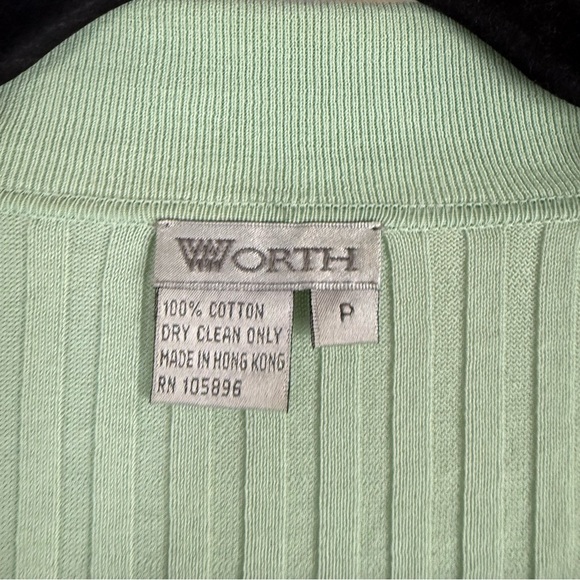 WORTH
P
100% COTTON
DRY CLEAN ONLY
MADE IN HONG KONG
RN 105896